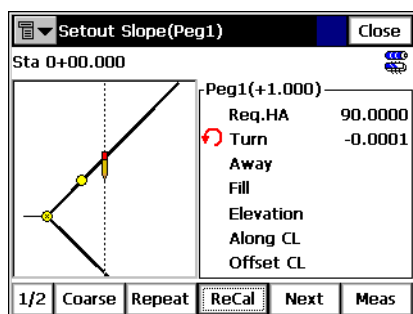 Setout Slope(Peg1)
Close
Sta 0+00.000
Peg1(+1.000)
Req.HA 90.0000
Turn -0.0001
Away
Fill
Elevation
Along CL
Offset CL
1/2 Coarse Repeat ReCal Next Meas